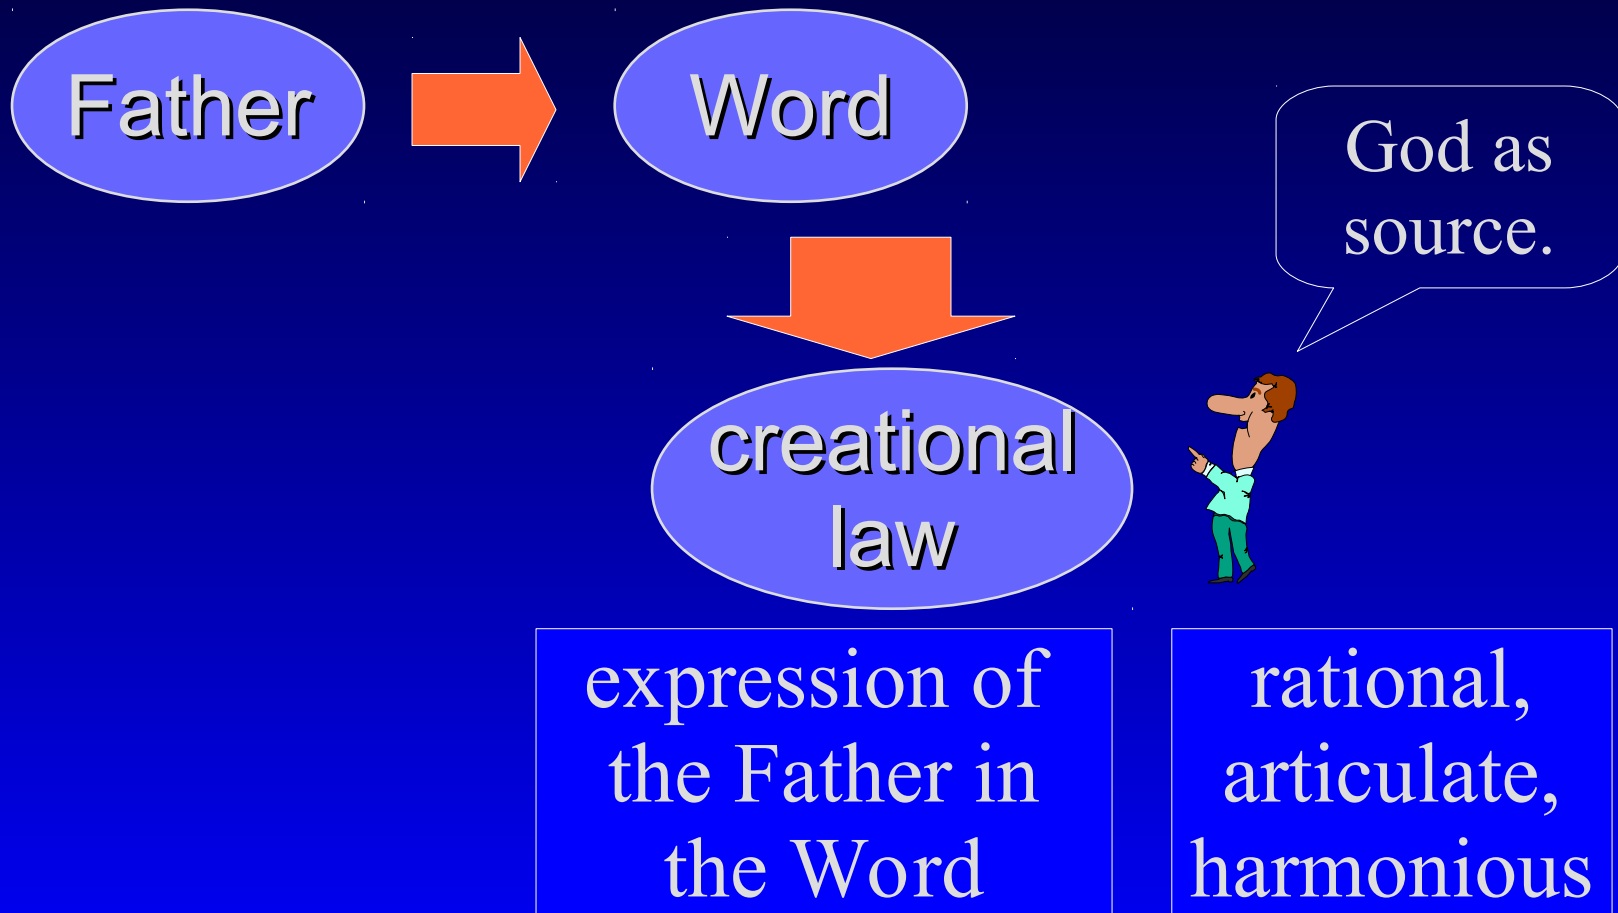 Father
Word
God as
source.
creational
law
expression of
the Father in
the Word
rational,
articulate,
harmonious